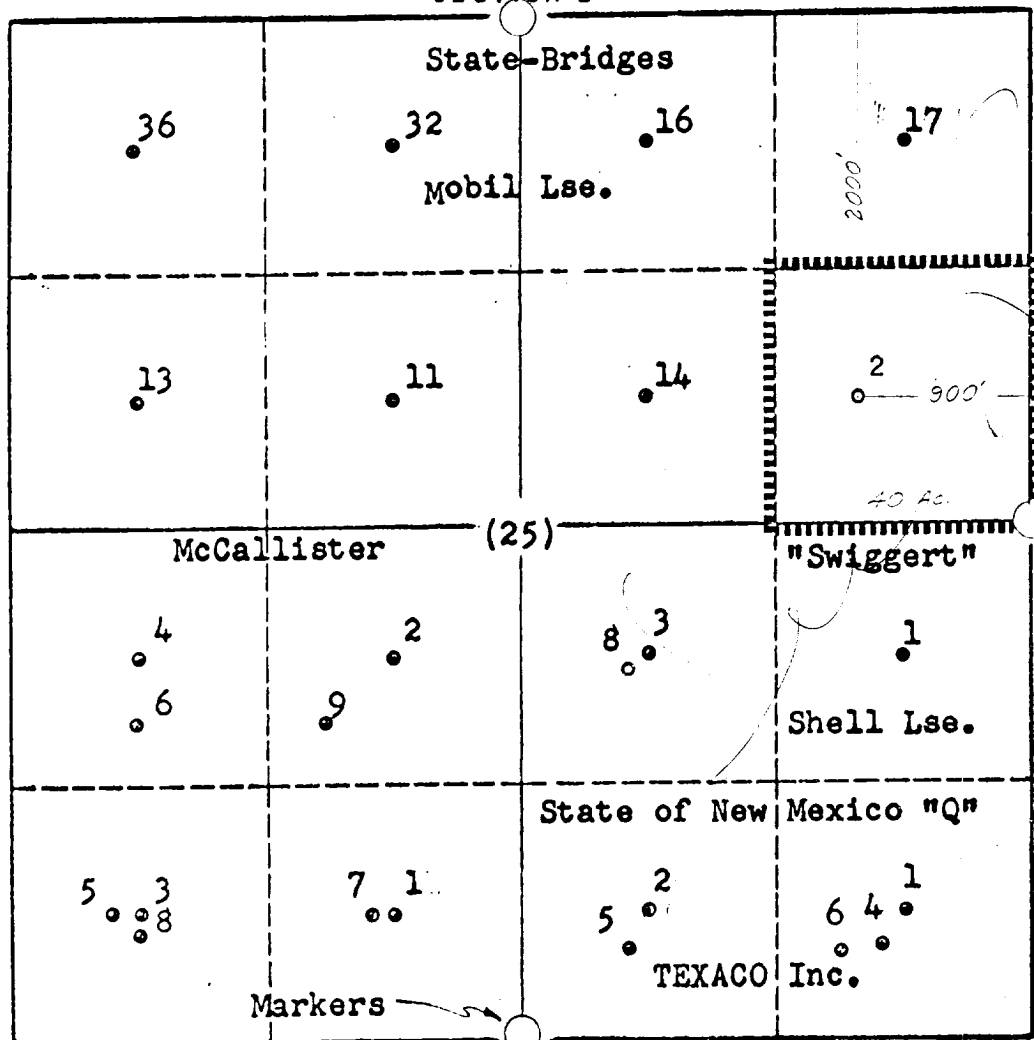 State-Bridges
36 32 16 17
Mobil Lse.
2000'
13 11 14 2
900'
40 Ac.
McCallister (25) "Swiggert"
4 2 8 3 1
6 9
Shell Lse.
State of New Mexico "Q"
5 3 7 1 2 1
8 5 6 4
TEXACO Inc.
Markers